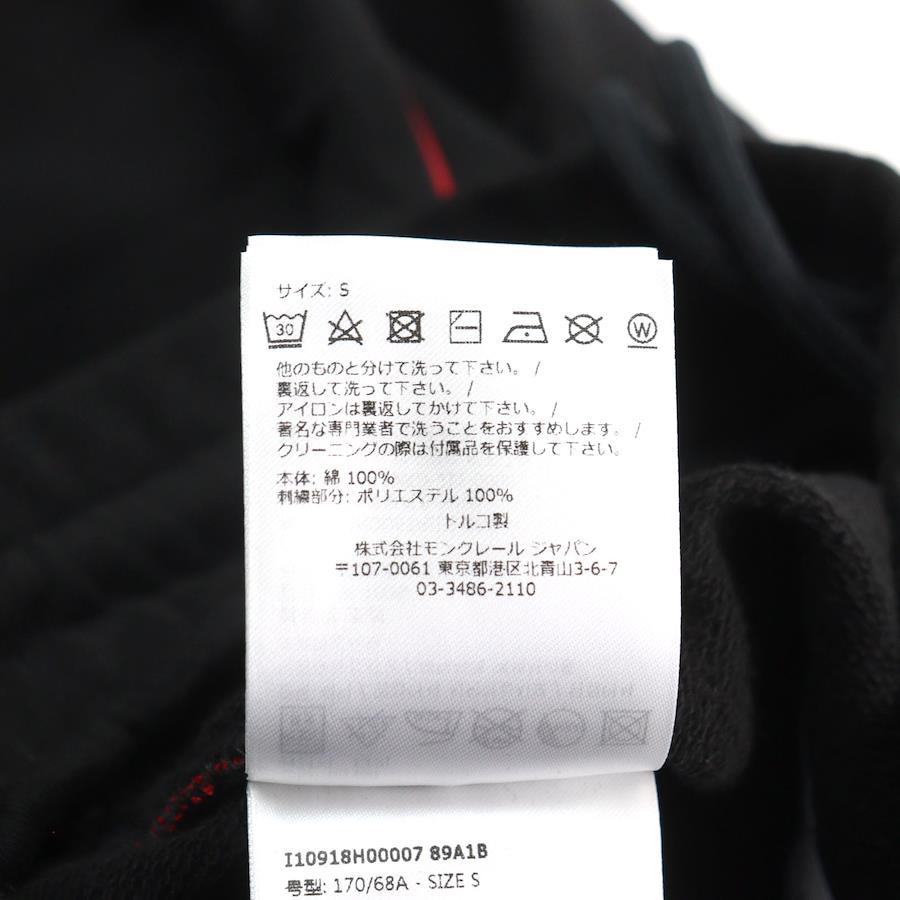 サイズ: S
30
W
他のものと分けて洗って下さい。 /
裏返して洗って下さい。 /
アイロンは裏返してかけて下さい。 /
著名な専門業者で洗うことをおすすめします。 /
クリーニングの際は付属品を保護して下さい。
本体: 綿 100%
刺繍部分: ポリエステル 100%
トルコ製
株式会社モンクレール ジャパン
〒107-0061 東京都港区北青山3-6-7
03-3486-2110
I10918H00007 89A1B
号型: 170/68A - SIZE S